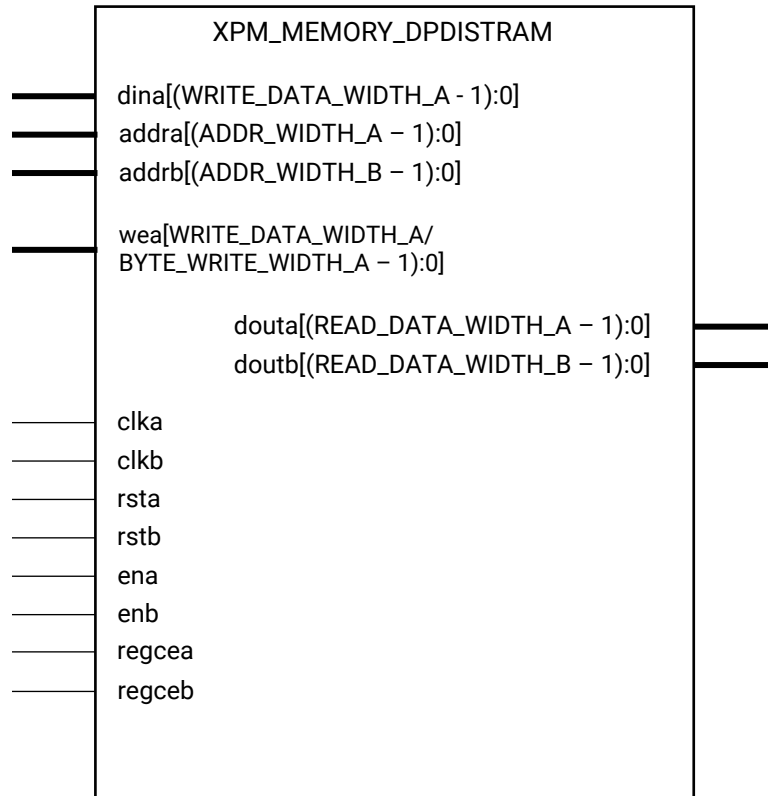 XPM_MEMORY_DPDISTRAM
dina[(WRITE_DATA_WIDTH_A - 1):0]
addra[(ADDR_WIDTH_A – 1):0]
addrb[(ADDR_WIDTH_B – 1):0]
wea[WRITE_DATA_WIDTH_A/
BYTE_WRITE_WIDTH_A – 1):0]
douta[(READ_DATA_WIDTH_A – 1):0]
doutb[(READ_DATA_WIDTH_B – 1):0]
clka
clkb
rsta
rstb
ena
enb
regcea
regceb